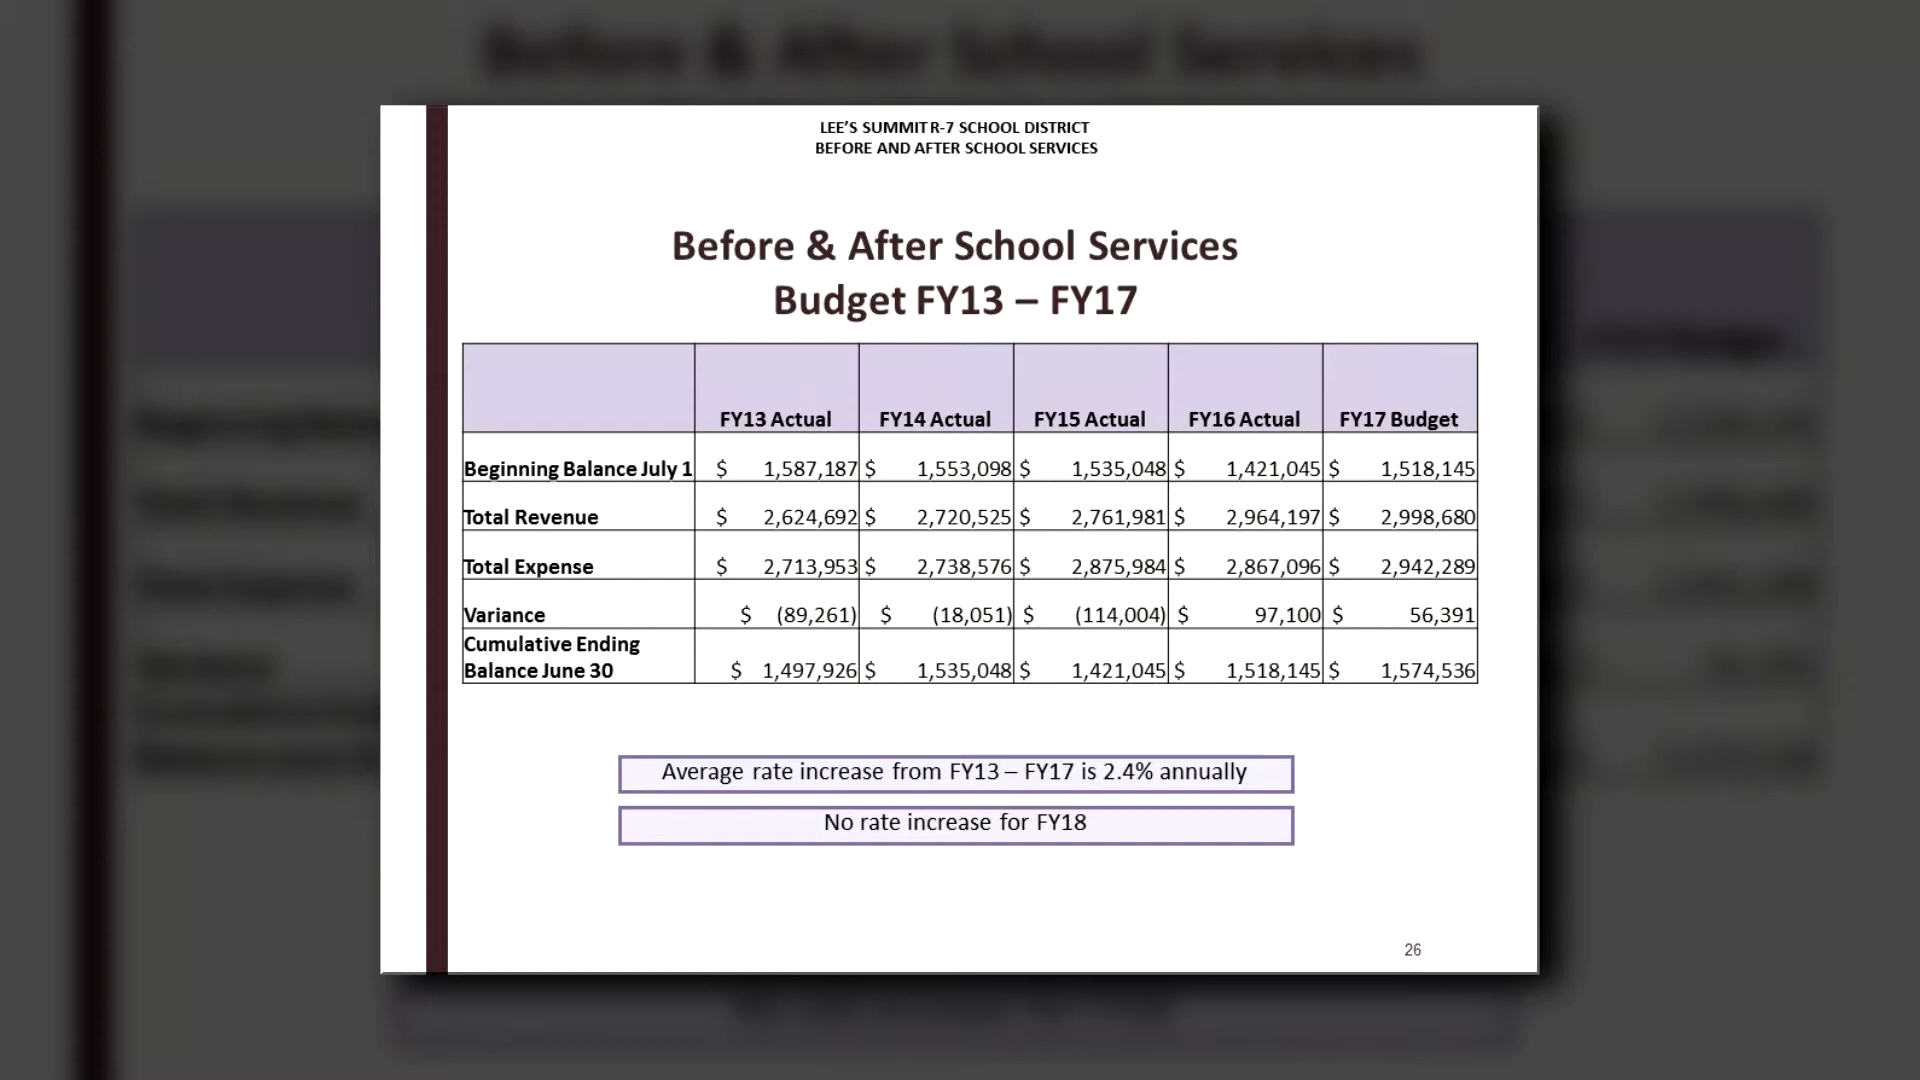 LEE'S SUMMIT R-7 SCHOOL DISTRICT
BEFORE AND AFTER SCHOOL SERVICES
Before & After School Services
Budget FY13 – FY17
FY13 Actual FY14 Actual FY15 Actual FY16 Actual FY17 Budget
Beginning Balance July 1 $ 1,587,187 $ 1,553,098 $ 1,535,048 $ 1,421,045 $ 1,518,145
Total Revenue $ 2,624,692 $ 2,720,525 $ 2,761,981 $ 2,964,197 $ 2,998,680
Total Expense $ 2,713,953 $ 2,738,576 $ 2,875,984 $ 2,867,096 $ 2,942,289
Variance $ (89,261) $ (18,051) $ (114,004) $ 97,100 $ 56,391
Cumulative Ending
Balance June 30 $ 1,497,926 $ 1,535,048 $ 1,421,045 $ 1,518,145 $ 1,574,536
Average rate increase from FY13 – FY17 is 2.4% annually
No rate increase for FY18
26